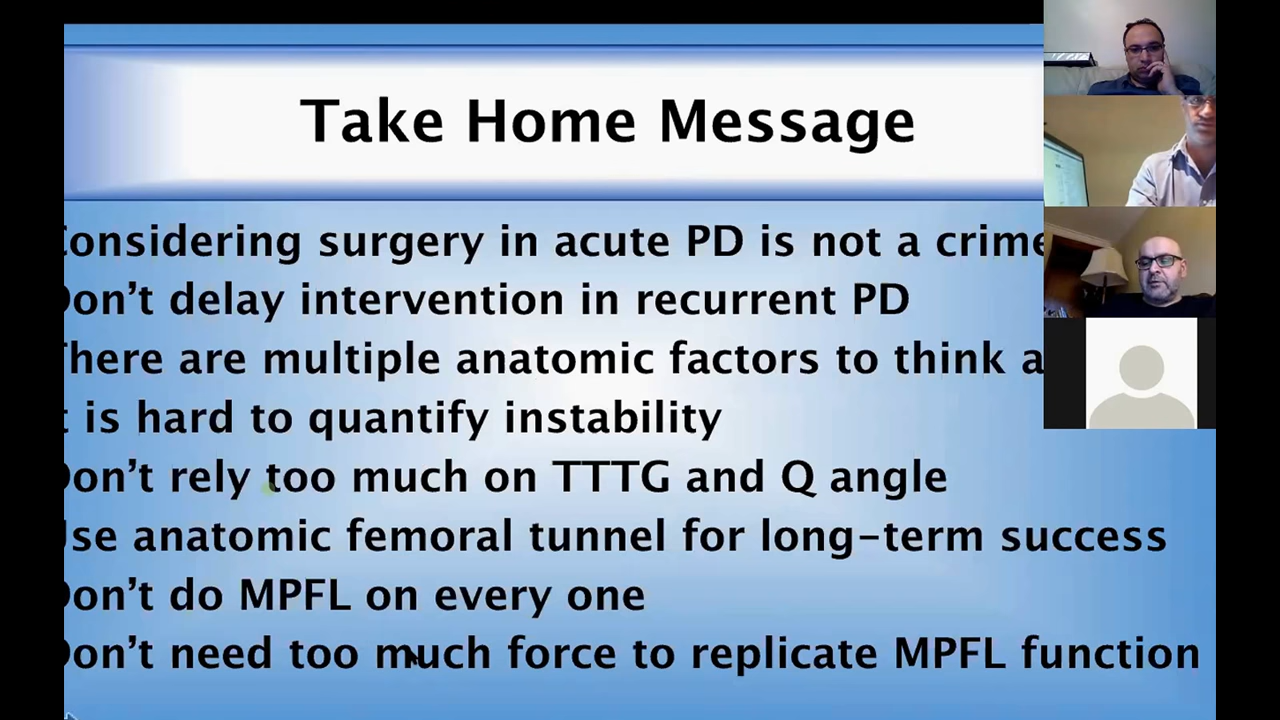 Take Home Message
Considering surgery in acute PD is not a crime
Don’t delay intervention in recurrent PD
There are multiple anatomic factors to think
It is hard to quantify instability
Don’t rely too much on TTTG and Q angle
Use anatomic femoral tunnel for long-term success
Don’t do MPFL on every one
Don’t need too much force to replicate MPFL function